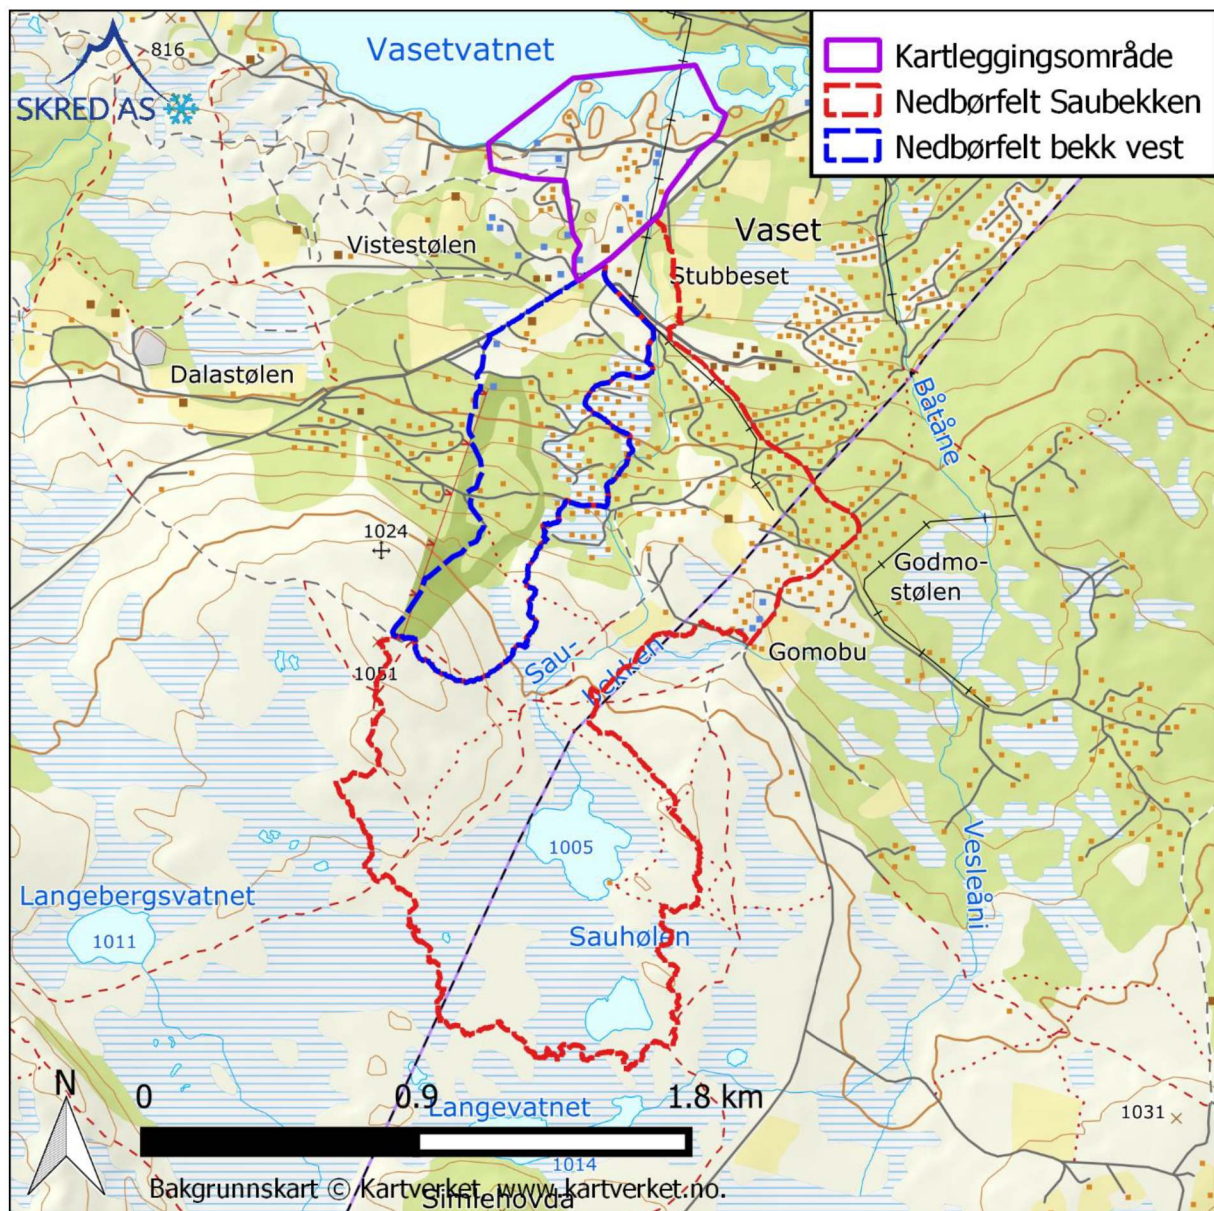 Vasetvatnet
816
SKRED AS
Kartleggingsområde
Nedbørfelt Saubekken
Nedbørfelt bekk vest
Vaset
Vistestølen
Stubbeset
Dalastølen
Båtåne
1024
Godmo-
stølen
Sau-
bekken
Gomobu
1051
1005
Vesleåni
Langebergsvatnet
1011
Sauhølen
N
0
0.9
1.8 km
Langevatnet
1031
1014
Bakgrunnskart © Kartverket www.kartverket.no.
Simlehovda